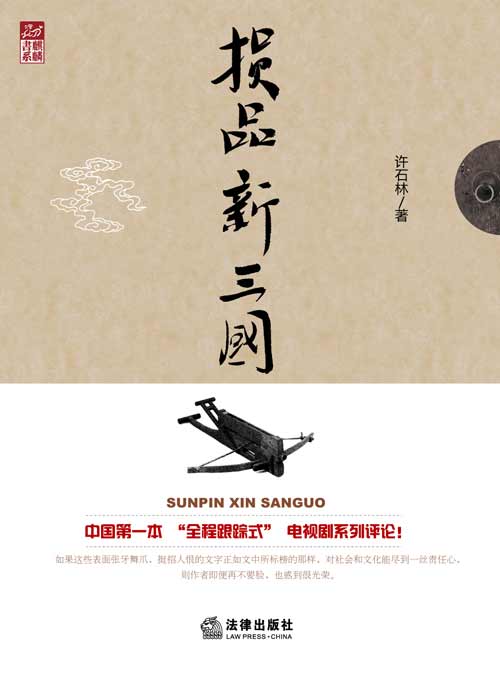 麒麟書系
损品新三國
许石林/著
SUNPIN XIN SANGUO
中国第一本 “全程跟踪式” 电视剧系列评论！
如果这些表面张牙舞爪、挺招人恨的文字正如文中所标榜的那样，对社会和文化能尽到一丝责任心，
则作者即便再不要脸，也感到很光荣。
法律出版社
LAW PRESS·CHINA